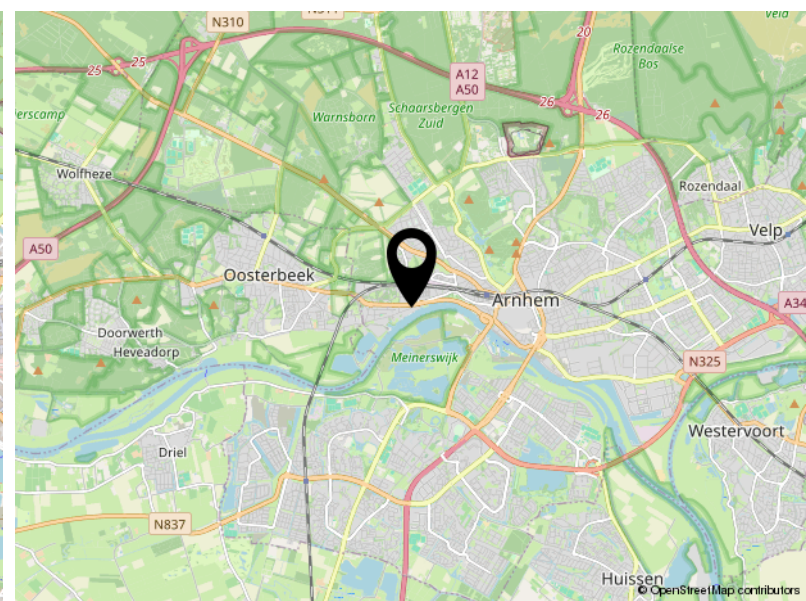 N310
Veld
20
25
25
Rozendaalse
Bos
A12
A50
26
26
Schaarsbergen
Zuid
Warnsborn
erscamp
Wolfheze
Rozendaal
Velp
A50
Oosterbeek
Arnhem
A34
Doorwerth
Heveadorp
Meinerswijk
N325
Westervoort
Driel
N837
Huissen
© OpenStreetMap contributors